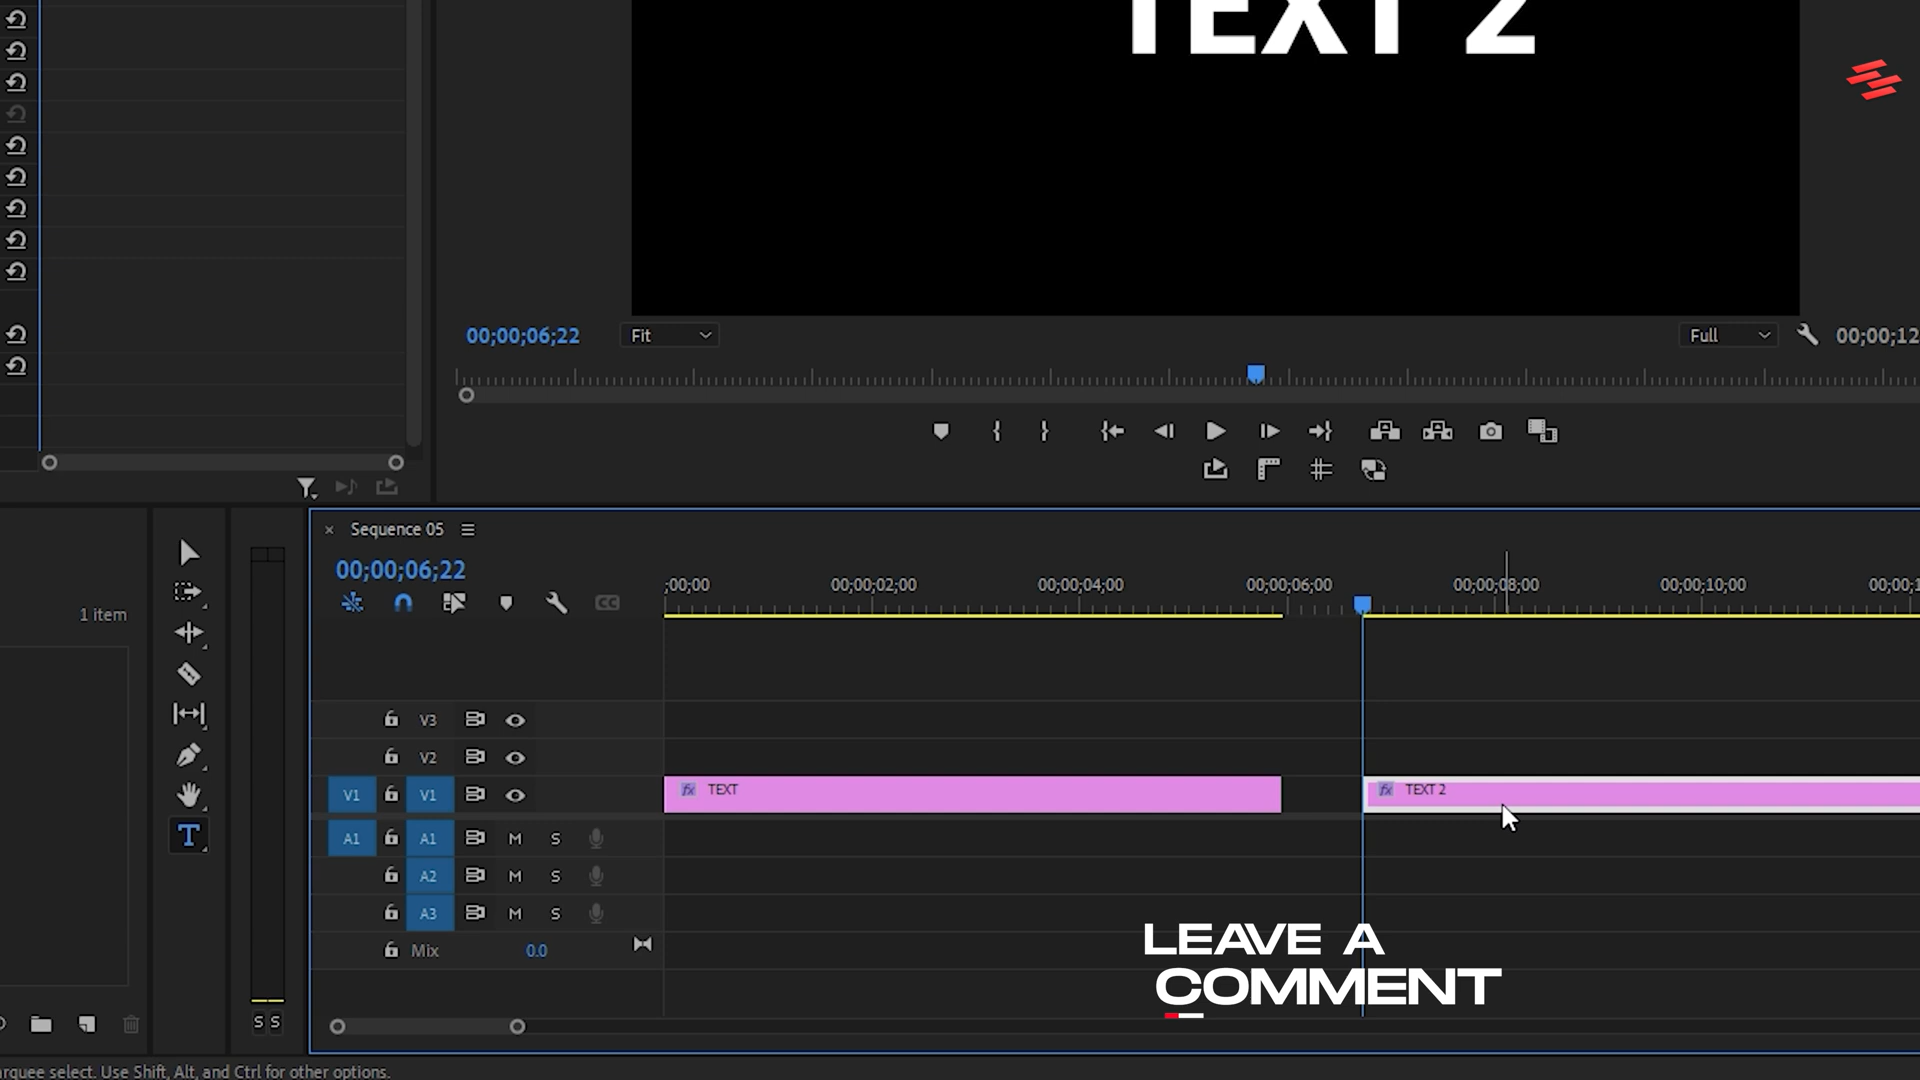 TEXT 2
00;00;06;22
Fit
Full
00;00;12
Sequence 05
00;00;06;22
;00;00
00;00;02;00
00;00;04;00
00;00;06;00
00;00;08;00
00;00;10;00
00;00;1
CC
1 item
V3
V2
V1
V1
TEXT
TEXT 2
A1
A1
M
S
A2
M
S
A3
M
S
Mix
0.0
LEAVE A
COMMENT
S S
rquee select. Use Shift, Alt, and Ctrl for other options.